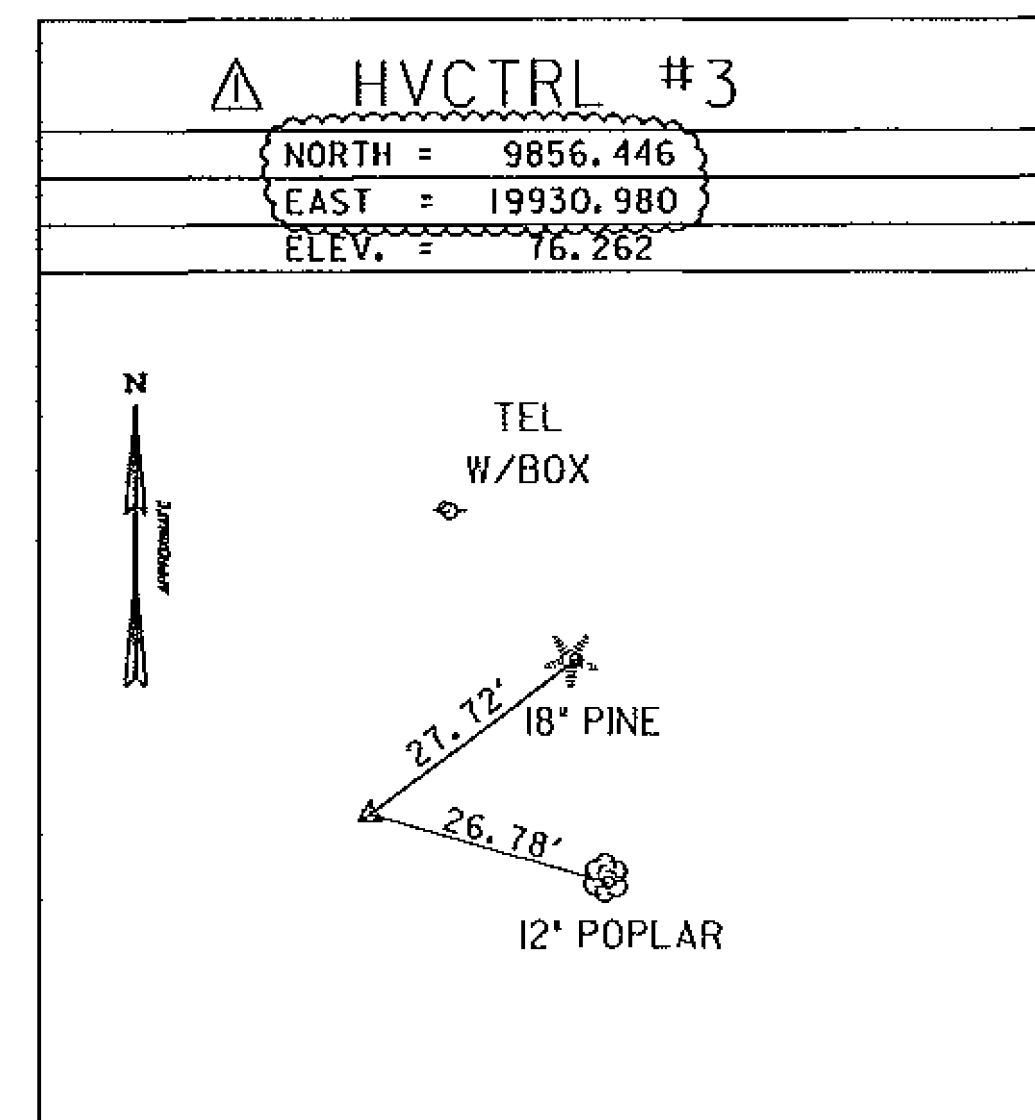 1 HVCTRL #3
NORTH = 9856.446
EAST = 19930.980
ELEV. = 76.262
N
TEL
W/BOX
27.72'
18" PINE
26.78'
12" POPLAR